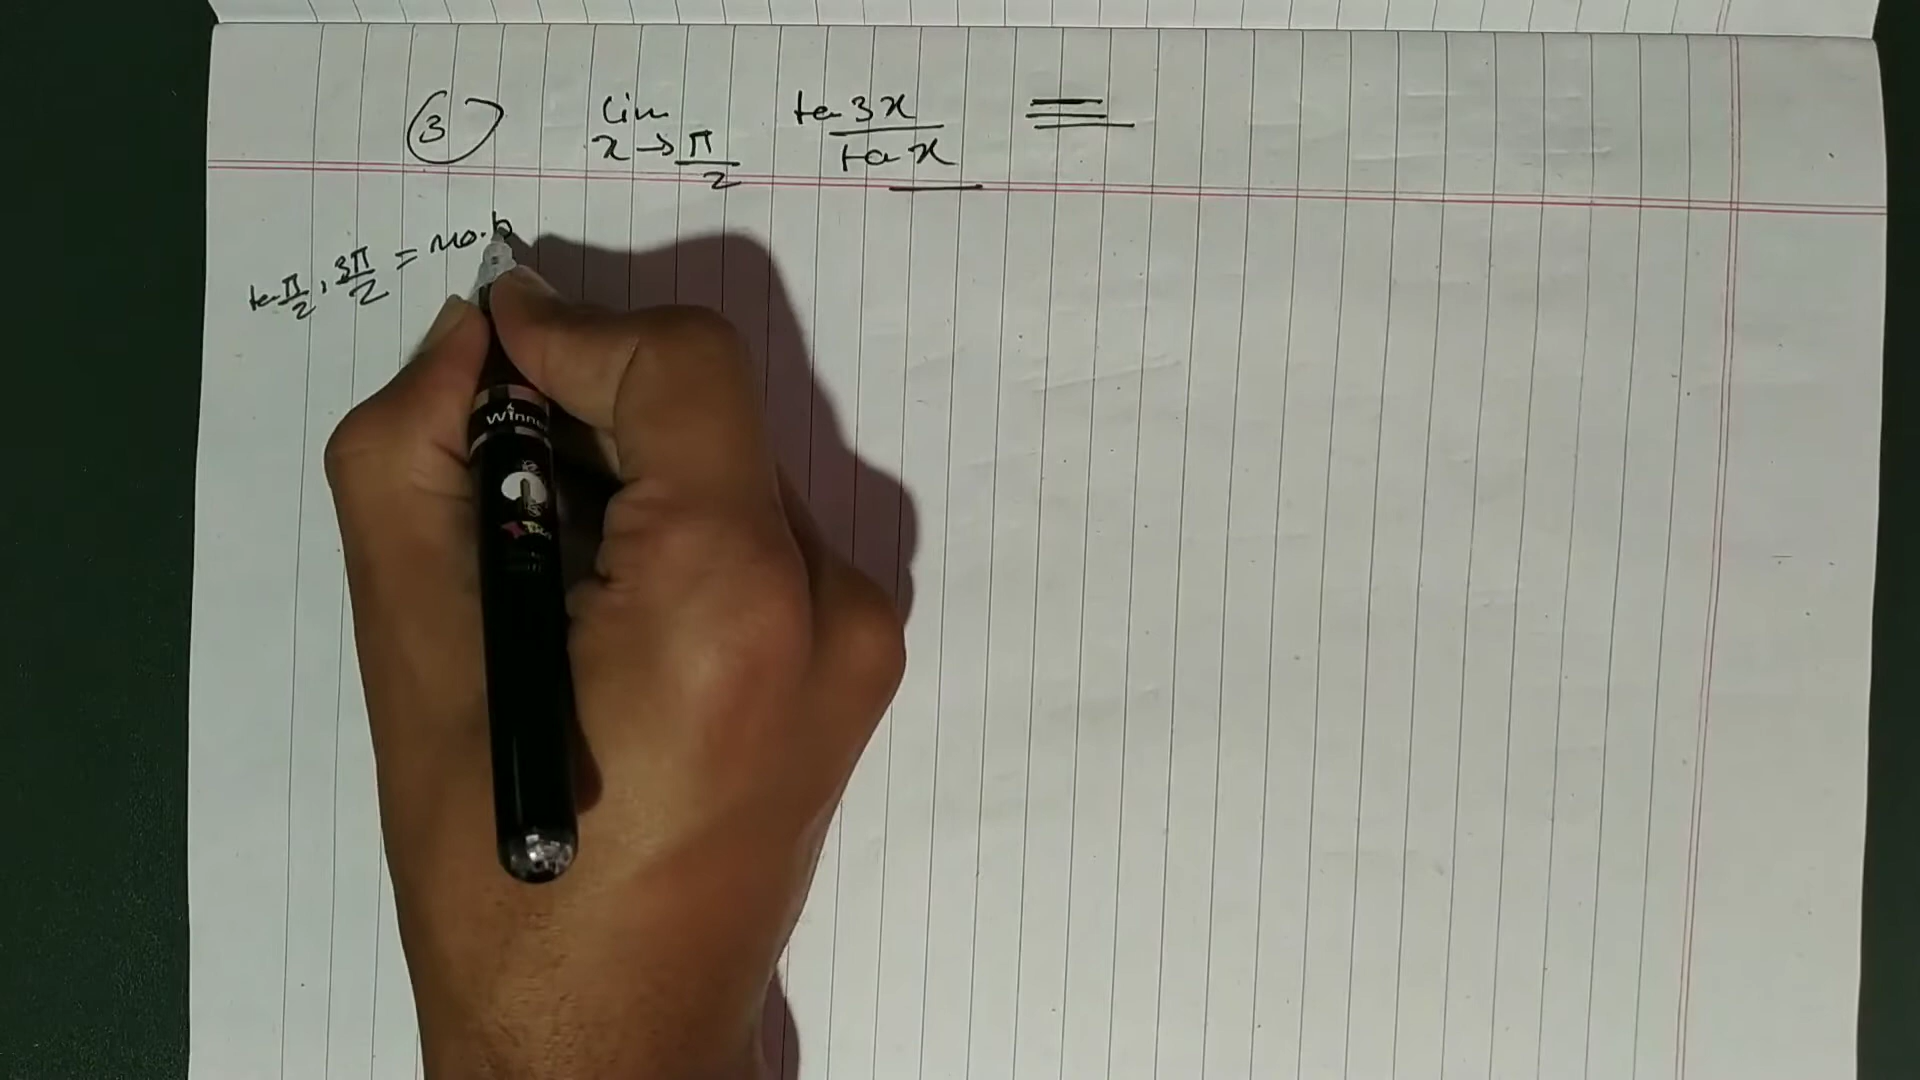 ③ lim x→π/2 tan 3x / tan x
tan π/2, 3π/2 = no. b
Winner